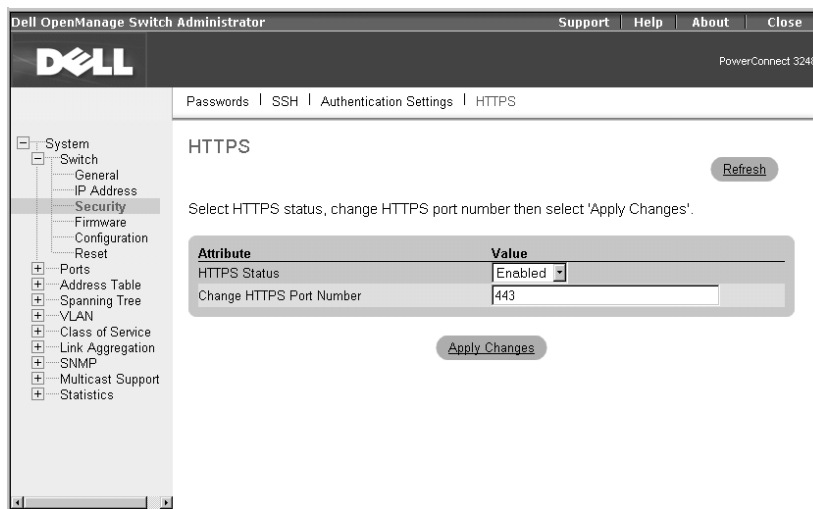 Dell OpenManage Switch Administrator
Support | Help | About | Close
DELL
PowerConnect 3248
Passwords | SSH | Authentication Settings | HTTPS
System
Switch
General
IP Address
Security
Firmware
Configuration
Reset
Ports
Address Table
Spanning Tree
VLAN
Class of Service
Link Aggregation
SNMP
Multicast Support
Statistics
HTTPS
Refresh
Select HTTPS status, change HTTPS port number then select 'Apply Changes'.
Attribute Value
HTTPS Status Enabled
Change HTTPS Port Number 443
Apply Changes